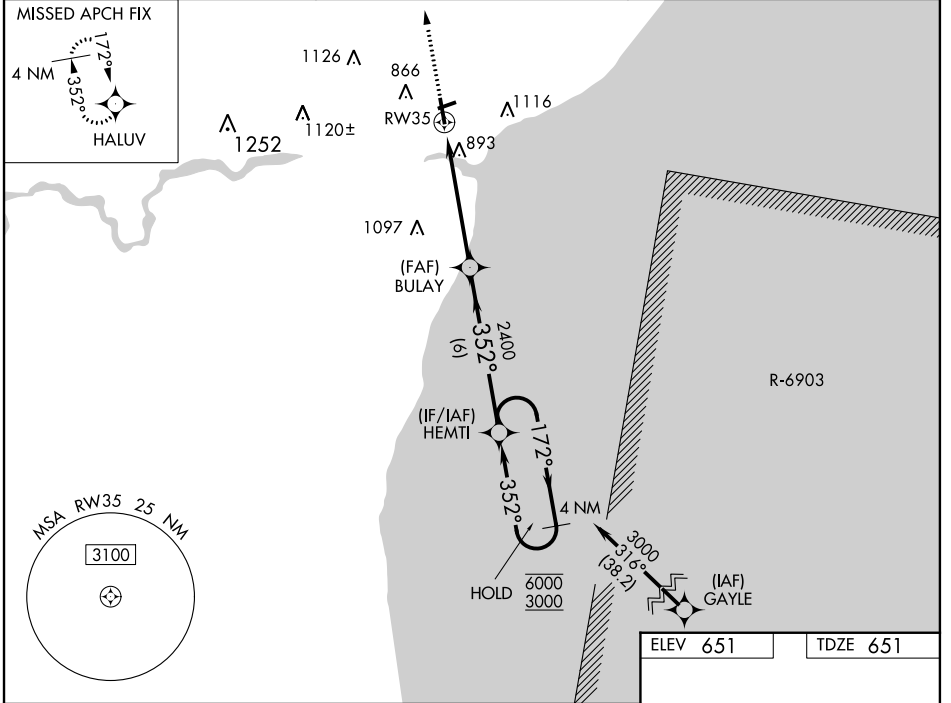 MISSED APCH FIX
4 NM
172°
352°
HALUV
1126
866
1116
RW35
1120±
1252
893
1097
(FAF)
BULAY
2400
352°
(6)
R-6903
(IF/IAF)
HEMTI
172°
352°
4 NM
HOLD
6000
3000
3000
316°
(38.2)
(IAF)
GAYLE
MSA RW35 25 NM
3100
ELEV 651
TDZE 651